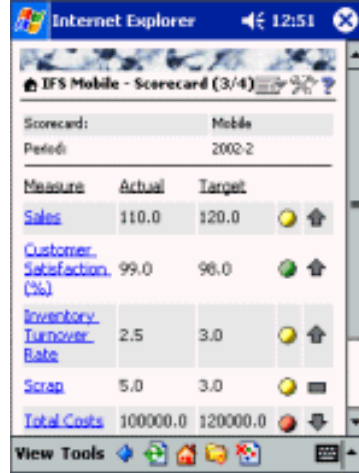 Internet Explorer 12:51
IFS Mobile - Scorecard (3/4)
Scorecard: Mobile
Period: 2002-2
Measure Actual Target
Sales 110.0 120.0
Customer
Satisfaction 99.0 98.0
(%)
Inventory
Turnover 2.5 3.0
Rate
Scrap 5.0 3.0
Total Costs 100000.0 120000.0
View Tools